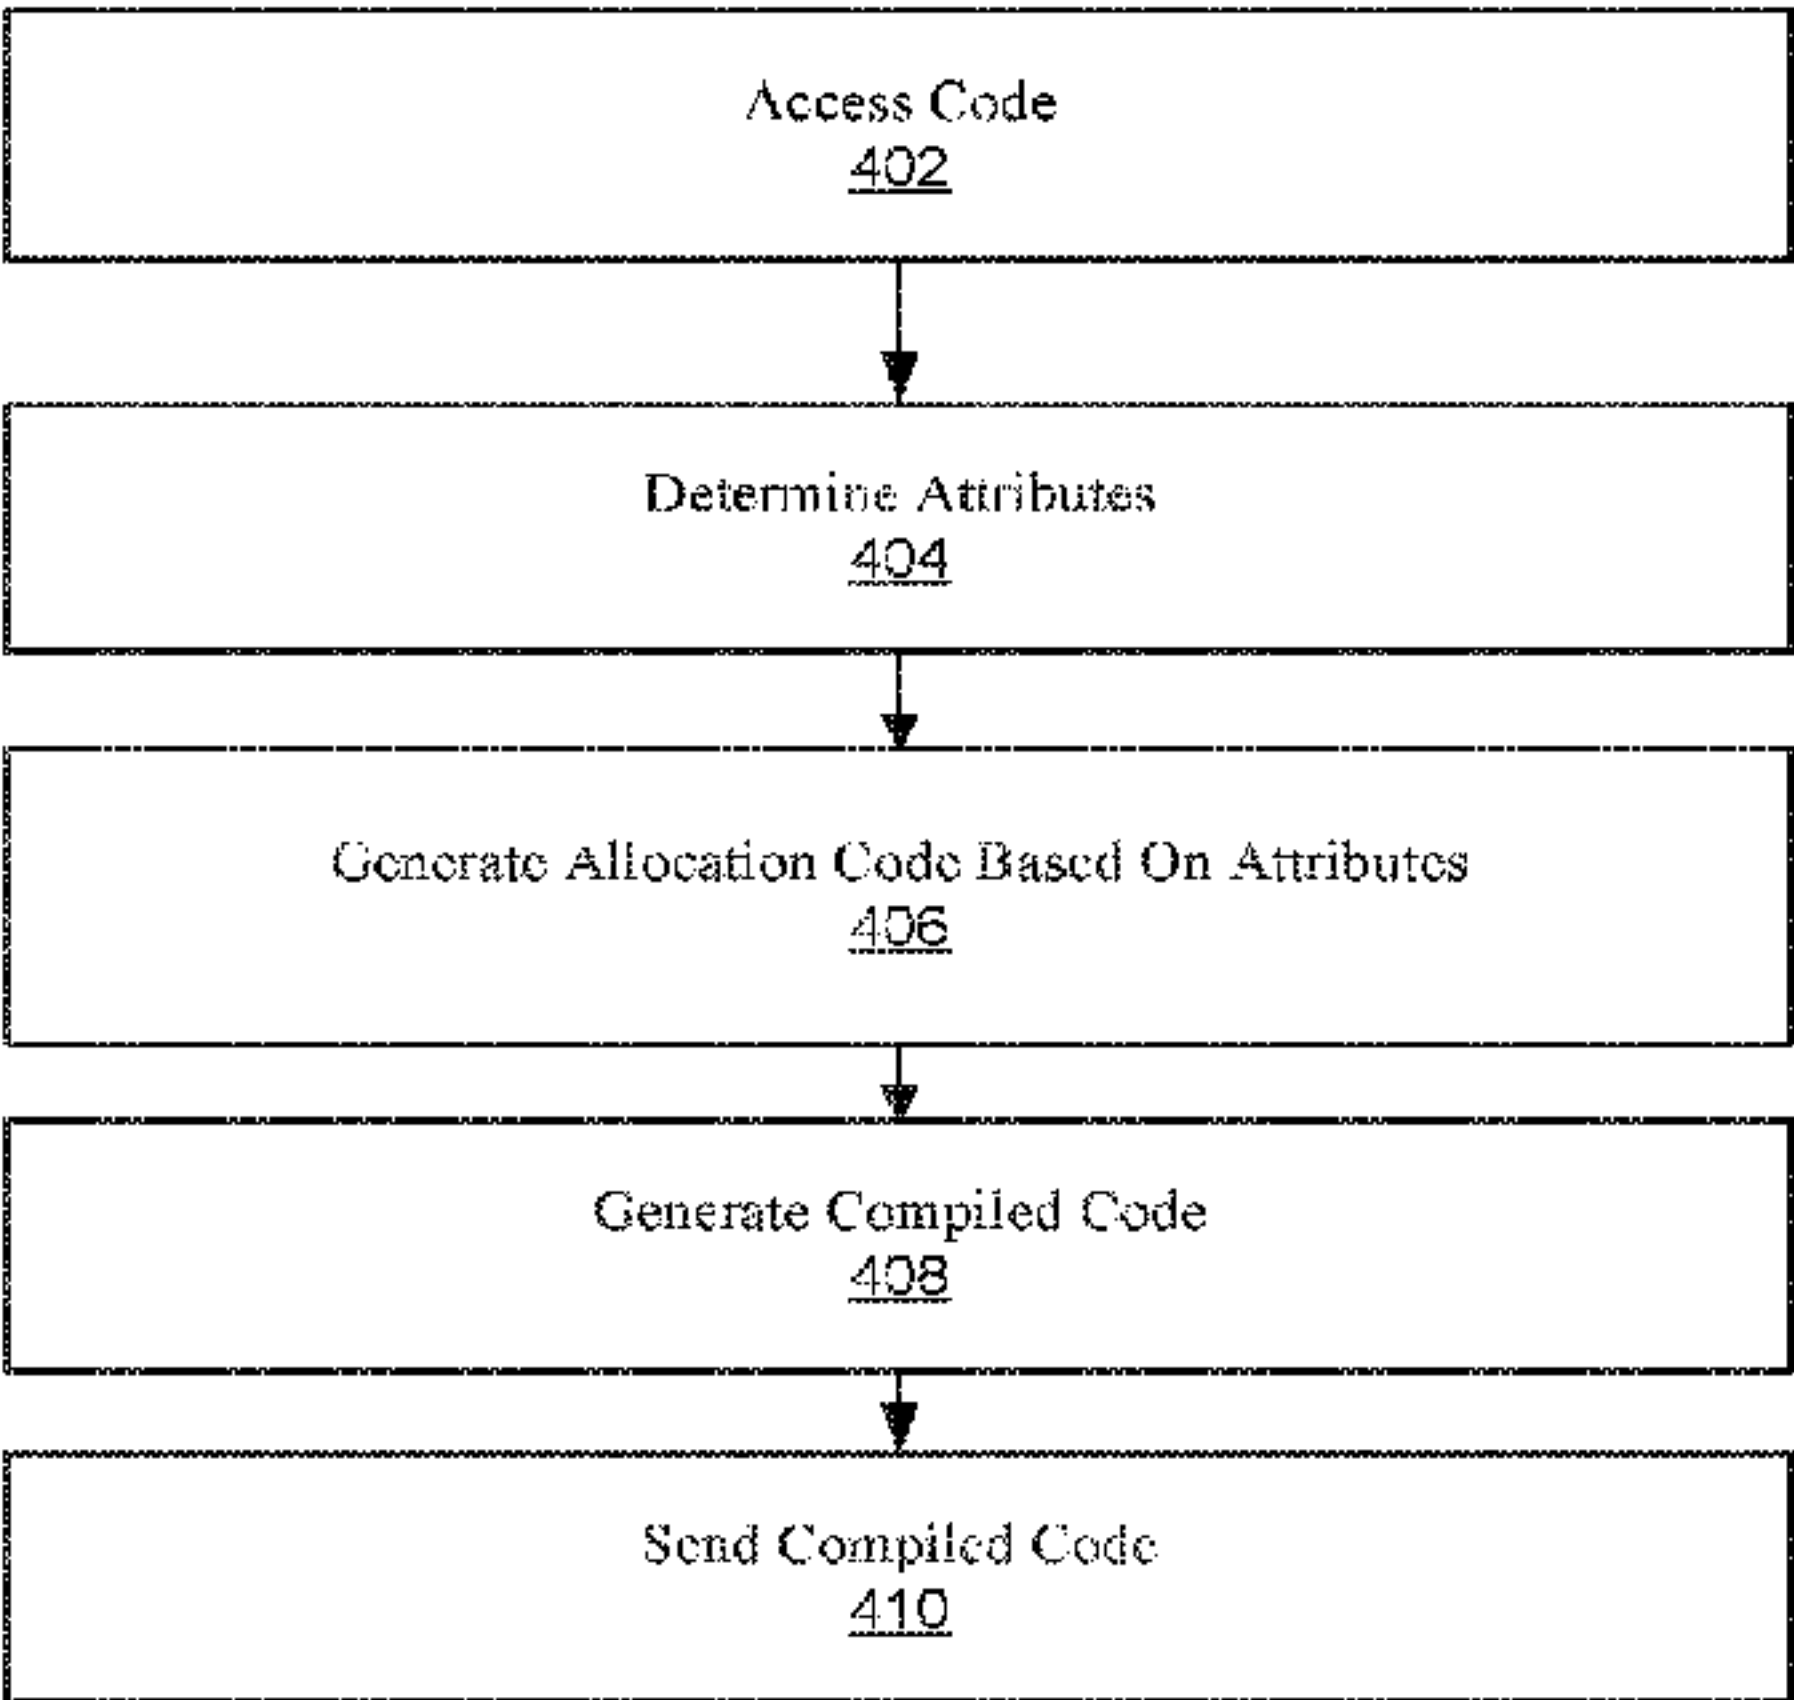 Access Code
402
Determine Attributes
404
Generate Allocation Code Based On Attributes
406
Generate Compiled Code
408
Send Compiled Code
410